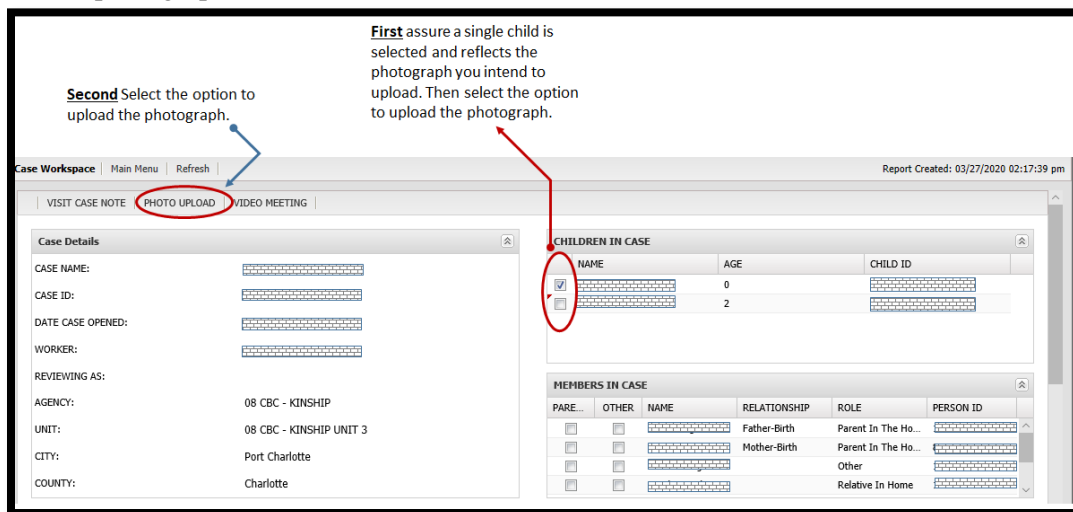 First assure a single child is
selected and reflects the
photograph you intend to
upload. Then select the option
to upload the photograph.
Second Select the option to
upload the photograph.
Case Workspace Main Menu Refresh Report Created: 03/27/2020 02:17:39 pm
VISIT CASE NOTE PHOTO UPLOAD VIDEO MEETING
Case Details
CASE NAME:
CASE ID:
DATE CASE OPENED:
WORKER:
REVIEWING AS:
AGENCY: 08 CBC - KINSHIP
UNIT: 08 CBC - KINSHIP UNIT 3
CITY: Port Charlotte
COUNTY: Charlotte
CHILDREN IN CASE
NAME AGE CHILD ID
0
2
MEMBERS IN CASE
PARE... OTHER NAME RELATIONSHIP ROLE PERSON ID
Father-Birth Parent In The Ho...
Mother-Birth Parent In The Ho...
Other
Relative In Home